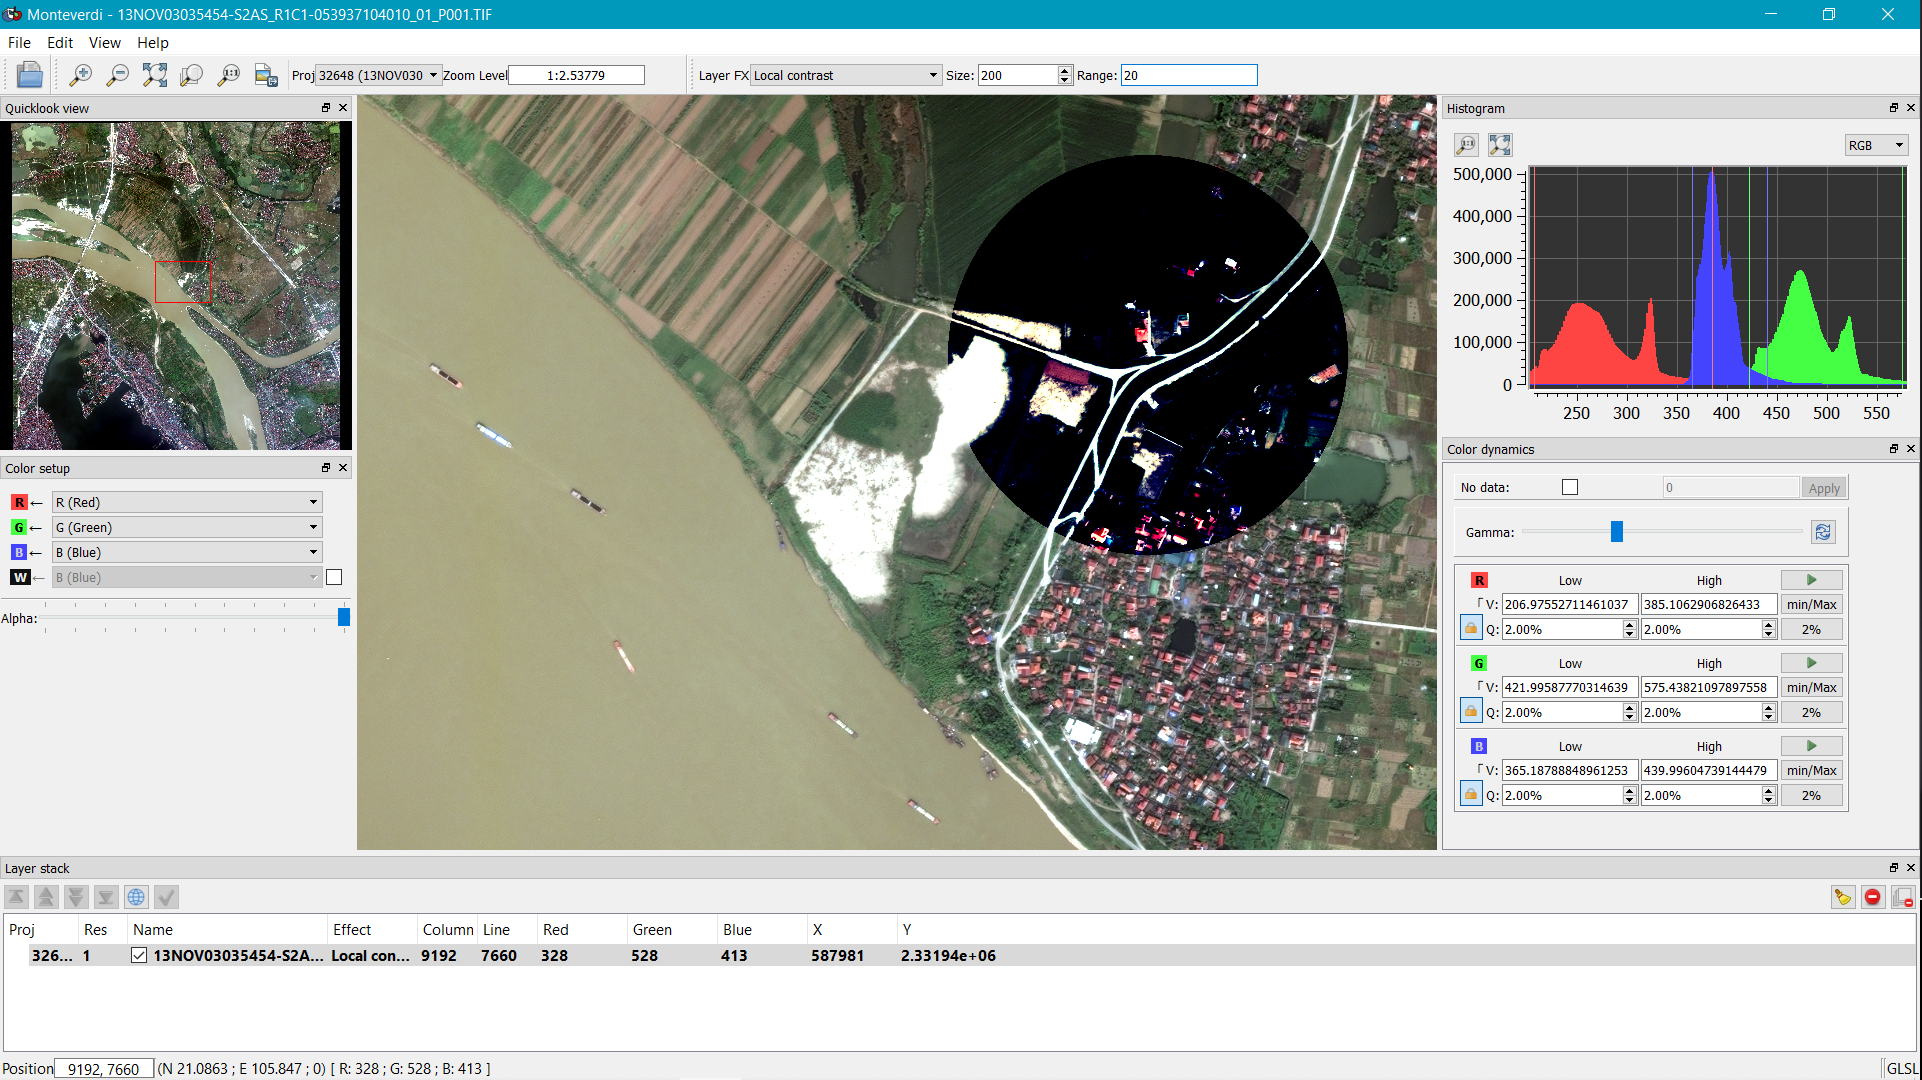 Monteverdi - 13NOV03035454-S2AS_R1C1-053937104010_01_P001.TIF
File Edit View Help
Proj 32648 (13NOV030 Zoom Level 1:2.53779 Layer FX Local contrast Size: 200 Range: 20
Quicklook view
Color setup
R ← R (Red)
G ← G (Green)
B ← B (Blue)
W ← B (Blue)
Alpha:
Histogram
RGB
500,000
400,000
300,000
200,000
100,000
0
250 300 350 400 450 500 550
Color dynamics
No data: 0 Apply
Gamma:
R Low High
V: 206.97552711461037 385.1062906826433 min/Max
Q: 2.00% 2.00% 2%
G Low High
V: 421.99587770314639 575.43821097897558 min/Max
Q: 2.00% 2.00% 2%
B Low High
V: 365.18788848961253 439.99604739144479 min/Max
Q: 2.00% 2.00% 2%
Layer stack
Proj Res Name Effect Column Line Red Green Blue X Y
326... 1 13NOV03035454-S2A... Local con... 9192 7660 328 528 413 587981 2.33194e+06
Position 9192, 7660 (N 21.0863 ; E 105.847 ; 0) [ R: 328 ; G: 528 ; B: 413 ] GLSL